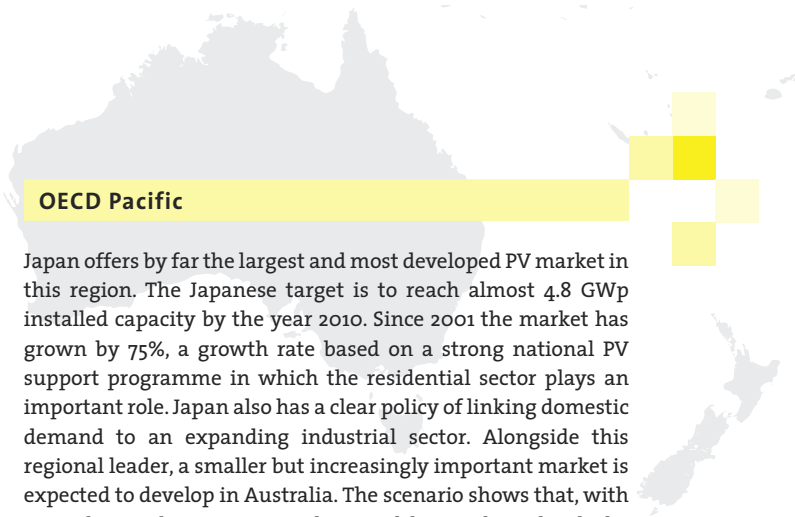 OECD Pacific
Japan offers by far the largest and most developed PV market in
this region. The Japanese target is to reach almost 4.8 GWp
installed capacity by the year 2010. Since 2001 the market has
grown by 75%, a growth rate based on a strong national PV
support programme in which the residential sector plays an
important role. Japan also has a clear policy of linking domestic
demand to an expanding industrial sector. Alongside this
regional leader, a smaller but increasingly important market is
expected to develop in Australia. The scenario shows that, with